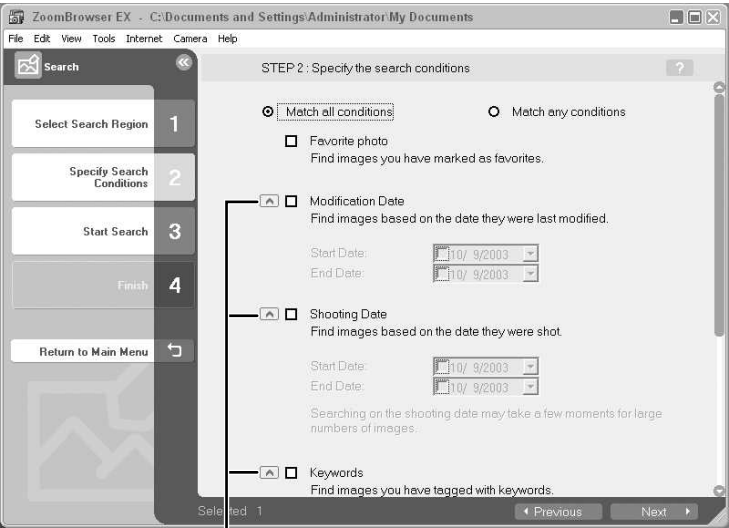 ZoomBrowser EX - C:\Documents and Settings\Administrator\My Documents
File Edit View Tools Internet Camera Help
Search
STEP 2 : Specify the search conditions
?
Match all conditions
Match any conditions
Select Search Region 1
Favorite photo
Find images you have marked as favorites.
Specify Search
Conditions 2
Modification Date
Find images based on the date they were last modified.
Start Search 3
Start Date: 10/ 9/2003
End Date: 10/ 9/2003
Finish 4
Shooting Date
Find images based on the date they were shot.
Return to Main Menu
Start Date: 10/ 9/2003
End Date: 10/ 9/2003
Searching on the shooting date may take a few moments for large
numbers of images.
Keywords
Find images you have tagged with keywords.
Selected 1
Previous
Next